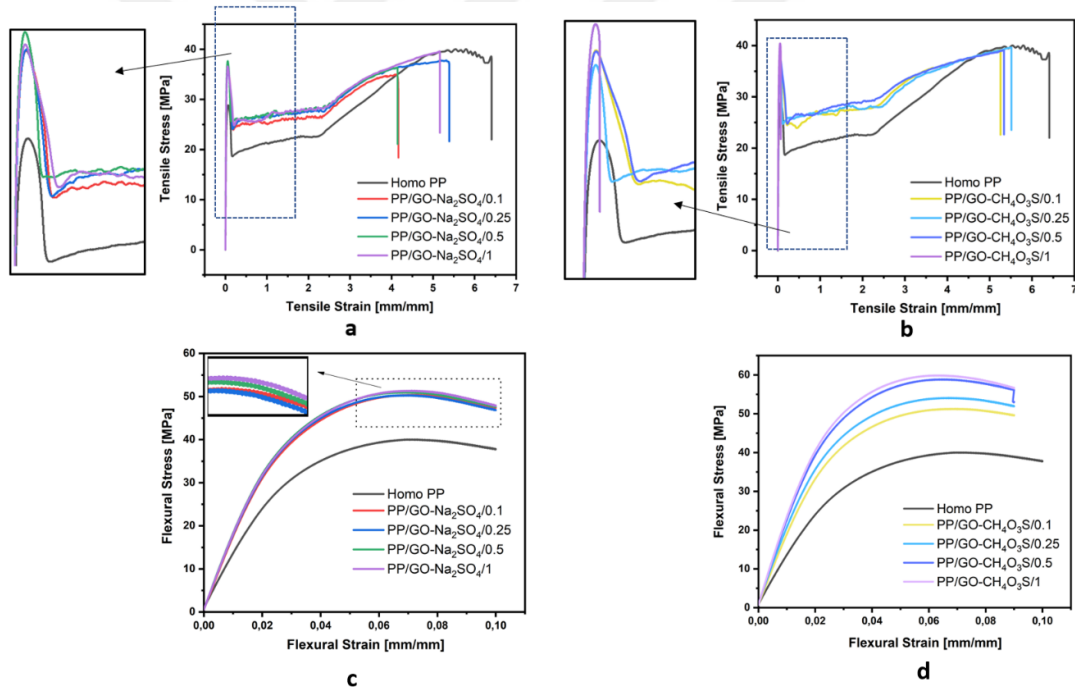 Tensile Stress [MPa]
50
40
30
20
10
0
Homo PP
PP/GO-Na₂SO₄/0.1
PP/GO-Na₂SO₄/0.25
PP/GO-Na₂SO₄/0.5
PP/GO-Na₂SO₄/1
0 1 2 3 4 5 6 7
Tensile Strain [mm/mm]
a
Tensile Stress [MPa]
50
40
30
20
10
0
Homo PP
PP/GO-CH₄O₃S/0.1
PP/GO-CH₄O₃S/0.25
PP/GO-CH₄O₃S/0.5
PP/GO-CH₄O₃S/1
0 1 2 3 4 5 6 7
Tensile Strain [mm/mm]
b
Flexural Stress [MPa]
60
50
40
30
20
10
0
Homo PP
PP/GO-Na₂SO₄/0.1
PP/GO-Na₂SO₄/0.25
PP/GO-Na₂SO₄/0.5
PP/GO-Na₂SO₄/1
0,00 0,02 0,04 0,06 0,08 0,10
Flexural Strain [mm/mm]
c
Flexural Stress [MPa]
60
50
40
30
20
10
0
Homo PP
PP/GO-CH₄O₃S/0.1
PP/GO-CH₄O₃S/0.25
PP/GO-CH₄O₃S/0.5
PP/GO-CH₄O₃S/1
0,00 0,02 0,04 0,06 0,08 0,10
Flexural Strain [mm/mm]
d